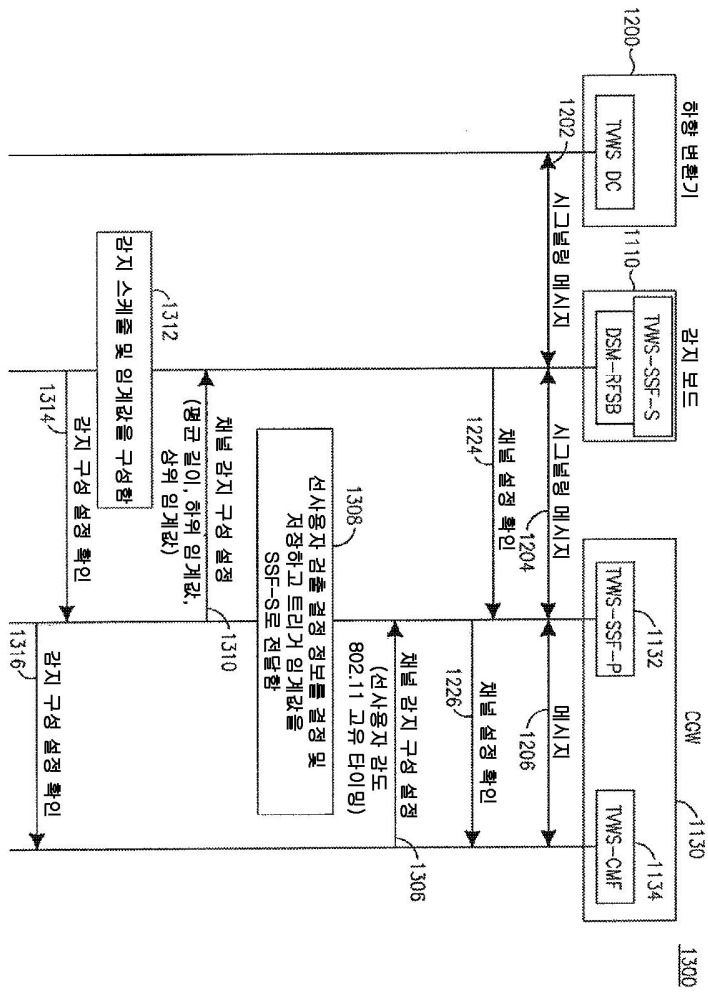 1300
1200
하향 변환기
TVWS DC
1110
감지 보드
TVWS-SSF-S
DSM-RFSB
CGW
1130
TVWS-SSF-P
1132
TVWS-CMF
1134
1202
시그널링 메시지
시그널링 메시지
1204
메시지
1206
채널 설정 확인
1224
채널 설정 확인
1226
채널 감지 구성 설정
(선사용자 감도
802.11 고유 타이밍)
1306
1308
선사용자 검출 결정 정보를 결정 및
저장하고 트리거 임계값을
SSF-S로 전달함
채널 감지 구성 설정
(평균 길이, 하위 임계값,
상위 임계값)
1310
1312
감지 스케줄 및 임계값을 구성함
감지 구성 설정 확인
1314
감지 구성 설정 확인
1316